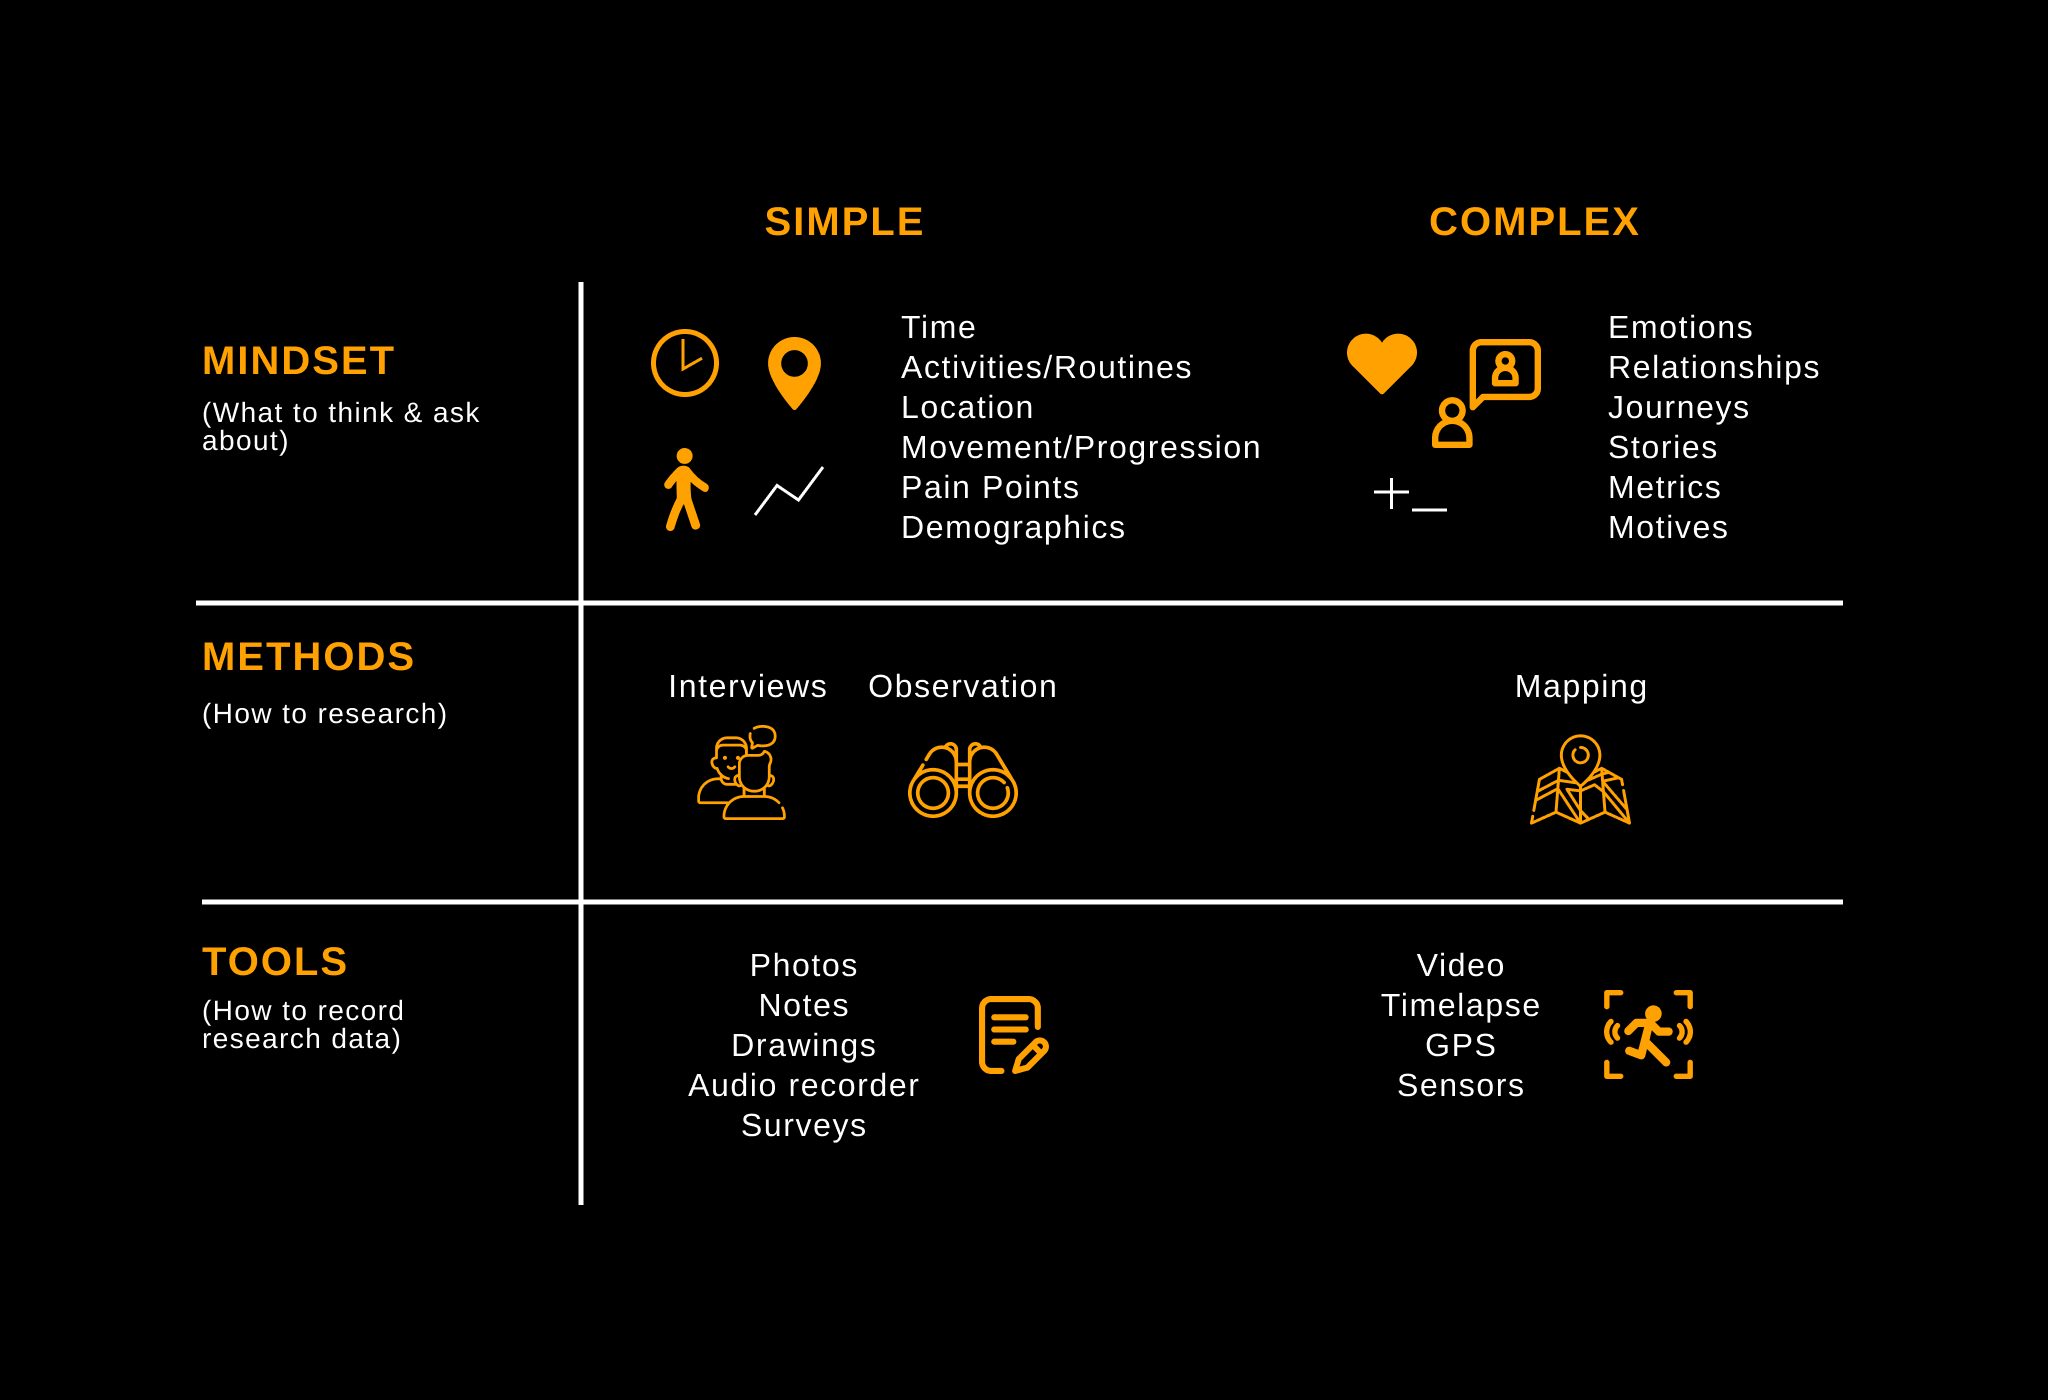 SIMPLE
COMPLEX
MINDSET
(What to think & ask
about)
Time
Activities/Routines
Location
Movement/Progression
Pain Points
Demographics
Emotions
Relationships
Journeys
Stories
Metrics
Motives
METHODS
(How to research)
Interviews
Observation
Mapping
TOOLS
(How to record
research data)
Photos
Notes
Drawings
Audio recorder
Surveys
Video
Timelapse
GPS
Sensors